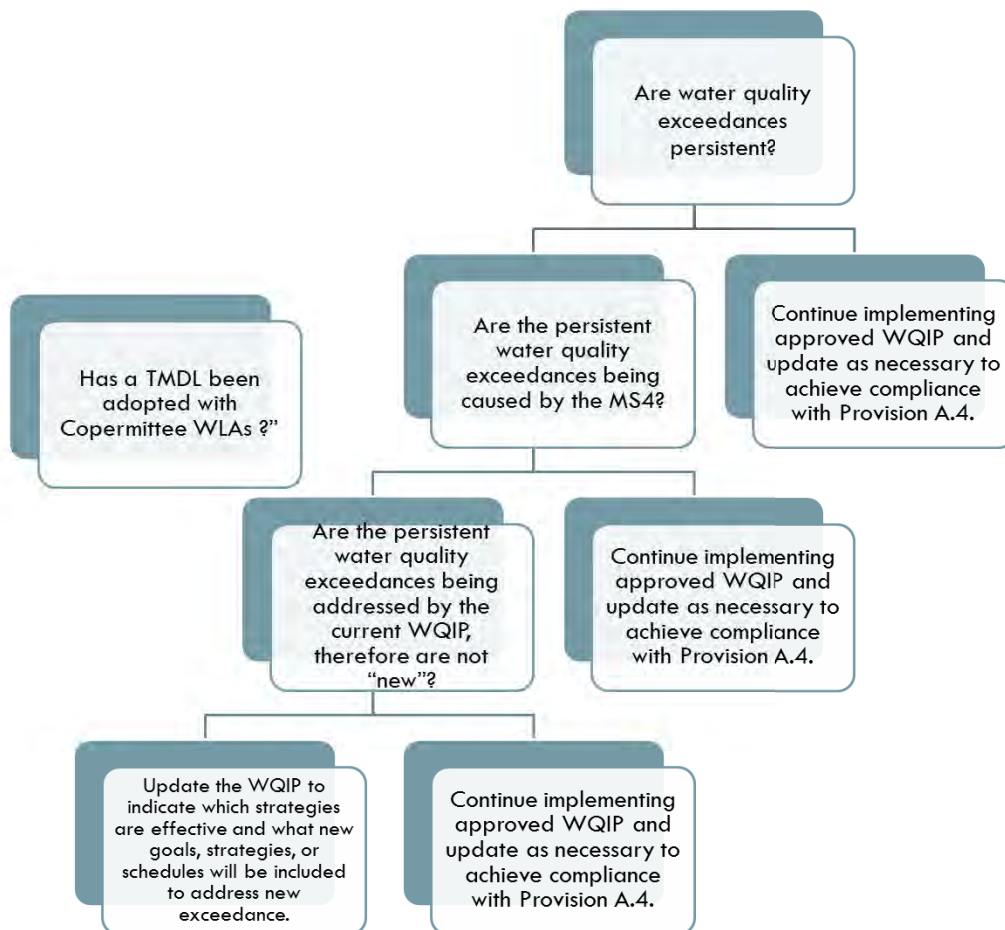 Are water quality
exceedances
persistent?
Are the persistent
water quality
exceedances being
caused by the MS4?
Continue implementing
approved WQIP and
update as necessary to
achieve compliance
with Provision A.4.
Has a TMDL been
adopted with
Copermittee WLAs ?”
Are the persistent
water quality
exceedances being
addressed by the
current WQIP,
therefore are not
“new”?
Continue implementing
approved WQIP and
update as necessary to
achieve compliance
with Provision A.4.
Update the WQIP to
indicate which strategies
are effective and what new
goals, strategies, or
schedules will be included
to address new
exceedance.
Continue implementing
approved WQIP and
update as necessary to
achieve compliance
with Provision A.4.